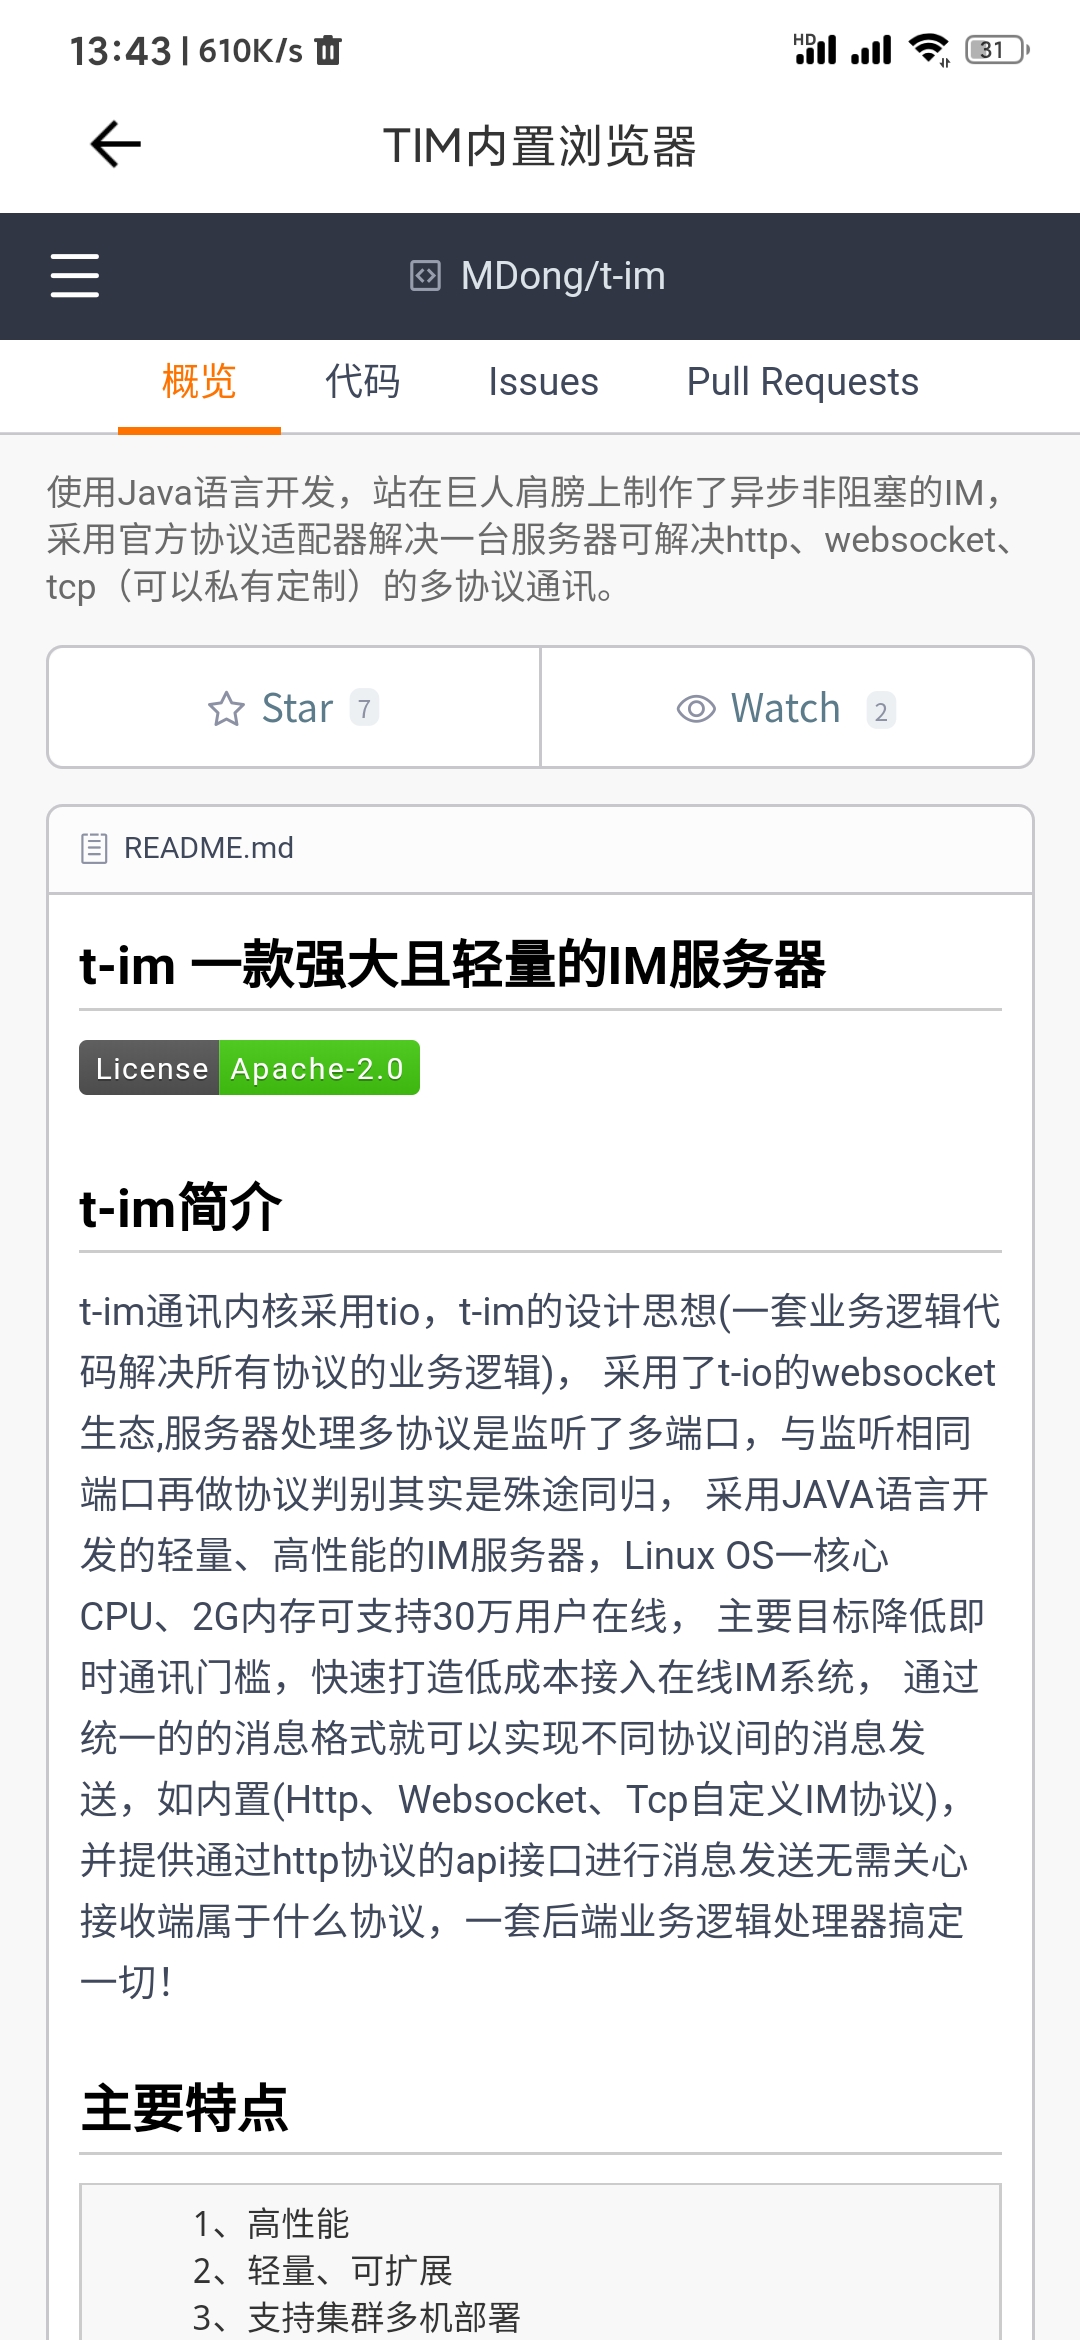 13:43 | 610K/s
HD
31
TIM内置浏览器
MDong/t-im
概览 代码 Issues Pull Requests
使用Java语言开发，站在巨人肩膀上制作了异步非阻塞的IM，
采用官方协议适配器解决一台服务器可解决http、websocket、
tcp（可以私有定制）的多协议通讯。
Star 7 Watch 2
README.md
t-im 一款强大且轻量的IM服务器
License Apache-2.0
t-im简介
t-im通讯内核采用tio，t-im的设计思想(一套业务逻辑代
码解决所有协议的业务逻辑)， 采用了t-io的websocket
生态,服务器处理多协议是监听了多端口，与监听相同
端口再做协议判别其实是殊途同归， 采用JAVA语言开
发的轻量、高性能的IM服务器，Linux OS一核心
CPU、2G内存可支持30万用户在线， 主要目标降低即
时通讯门槛，快速打造低成本接入在线IM系统， 通过
统一的的消息格式就可以实现不同协议间的消息发
送，如内置(Http、Websocket、Tcp自定义IM协议)，
并提供通过http协议的api接口进行消息发送无需关心
接收端属于什么协议，一套后端业务逻辑处理器搞定
一切！
主要特点
1、高性能
2、轻量、可扩展
3、支持集群多机部署